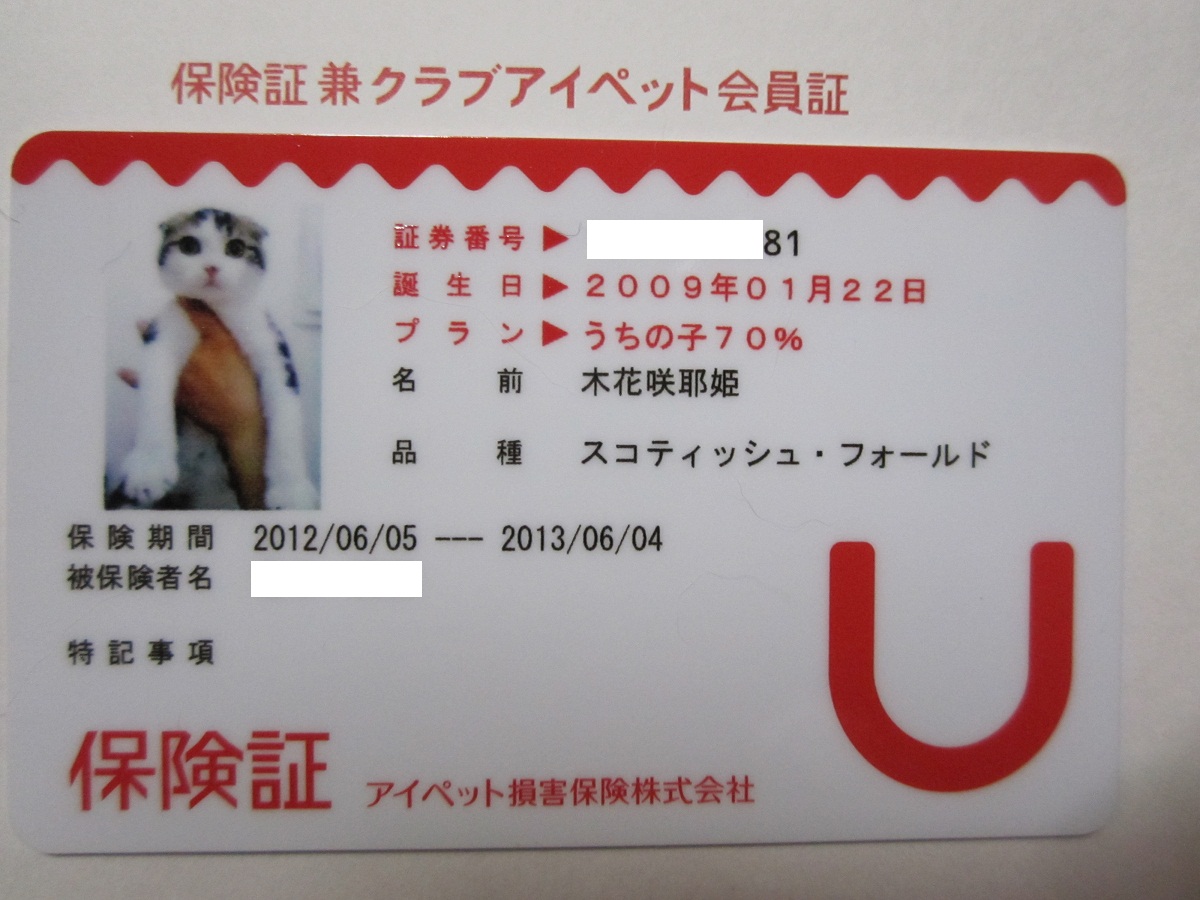 保険証 兼 クラブアイペット会員証
証券番号 ▶ 81
誕生日 ▶ 2009年01月22日
プラン ▶ うちの子70%
名前 木花咲耶姫
品種 スコティッシュ・フォールド
保険期間 2012/06/05 --- 2013/06/04
被保険者名
特記事項
保険証 アイペット損害保険株式会社